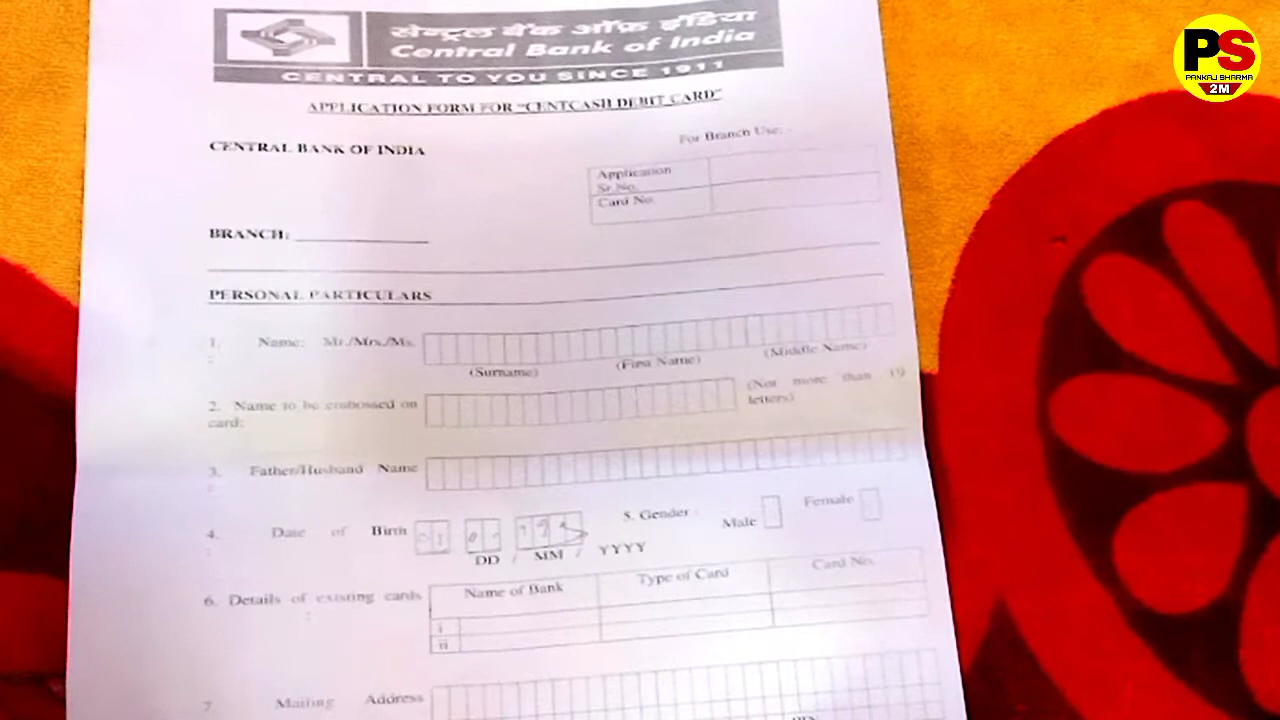 सेन्ट्रल बैंक ऑफ़ इंडिया
Central Bank of India
CENTRAL TO YOU SINCE 1911
PS
PANKAJ SHARMA
2M
APPLICATION FORM FOR "CENTCASH DEBIT CARD"
CENTRAL BANK OF INDIA
For Branch Use: -
Application
Sr.No.
Card No.
BRANCH: ______________
PERSONAL PARTICULARS
1. Name: Mr./Mrs./Ms.
:
(Surname) (First Name) (Middle Name)
2. Name to be embossed on (Not more than 19
card: letters)
3. Father/Husband Name
:
4. Date of Birth 5. Gender : Male Female
:
DD / MM / YYYY
6. Details of existing cards Name of Bank Type of Card Card No.
:
i
ii
7 Mailing Address